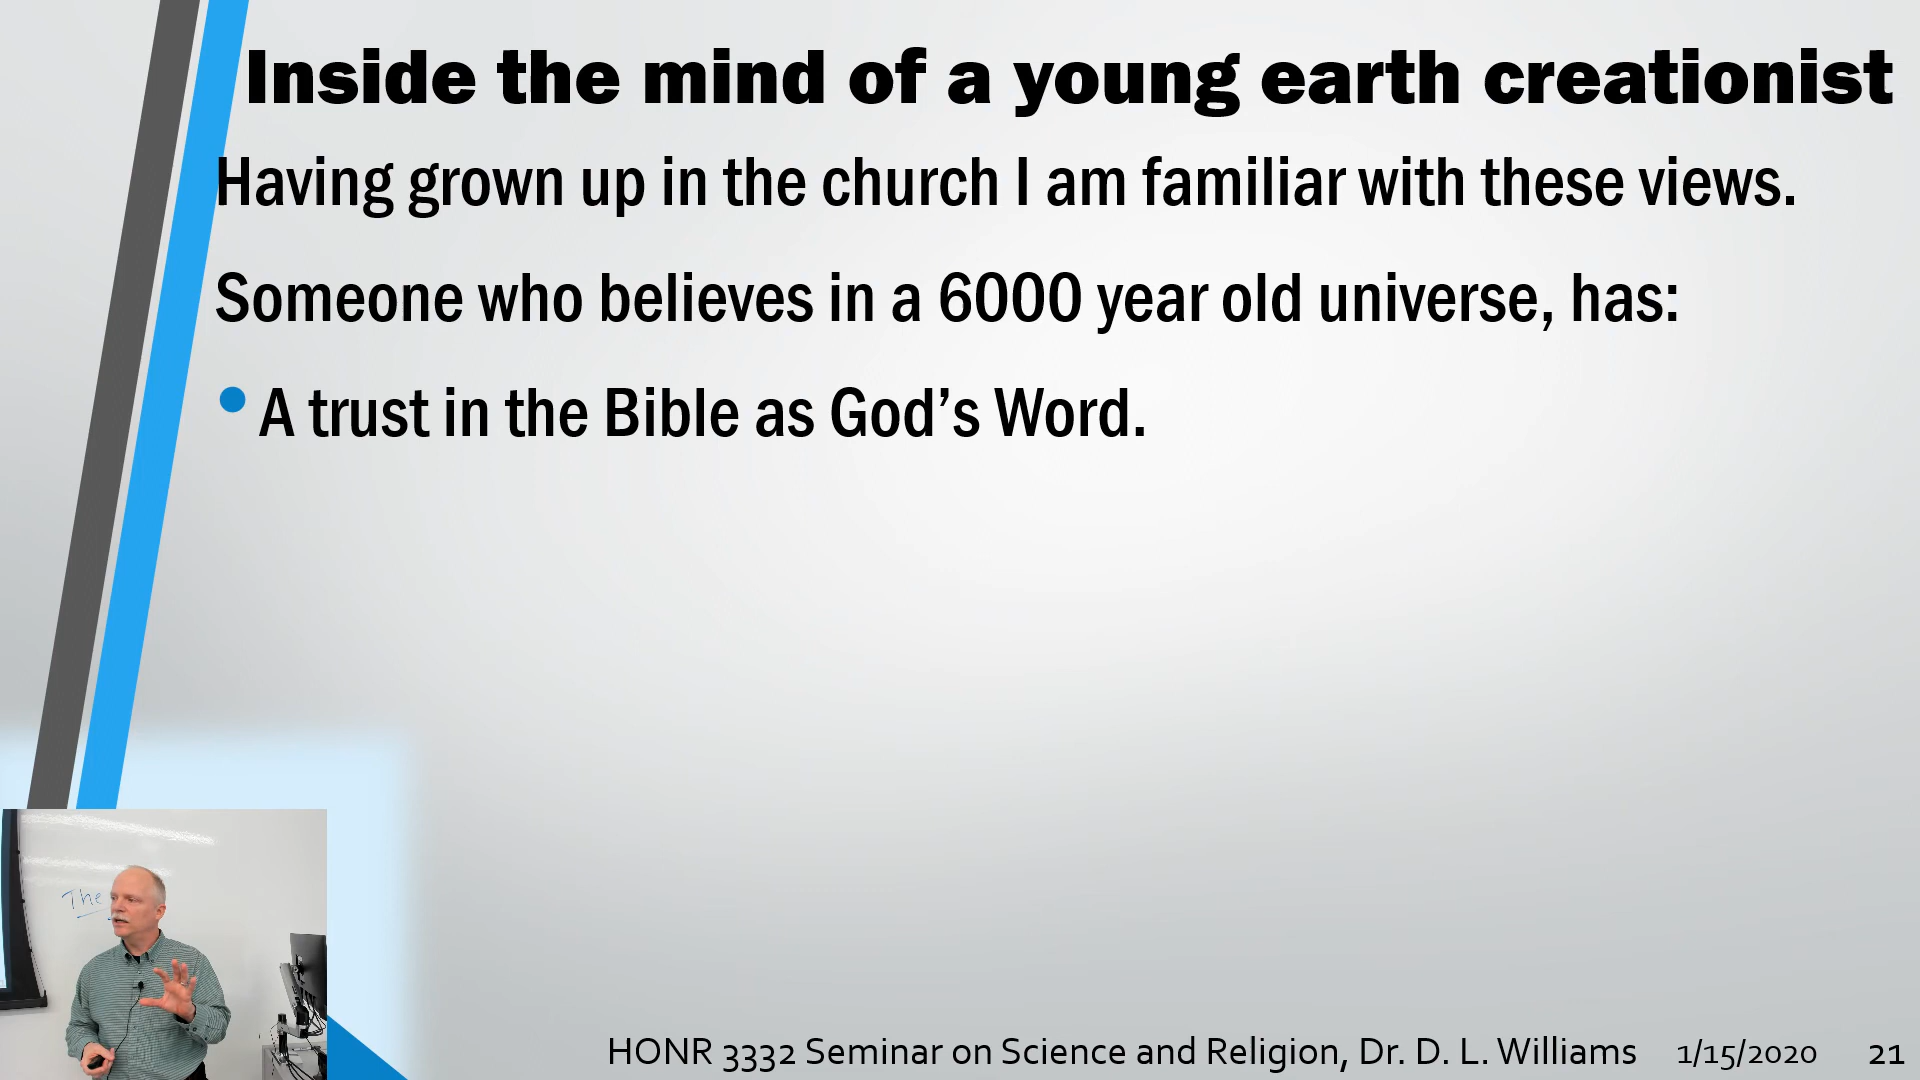 Inside the mind of a young earth creationist
Having grown up in the church I am familiar with these views.
Someone who believes in a 6000 year old universe, has:
• A trust in the Bible as God’s Word.
The
HONR 3332 Seminar on Science and Religion, Dr. D. L. Williams 1/15/2020 21